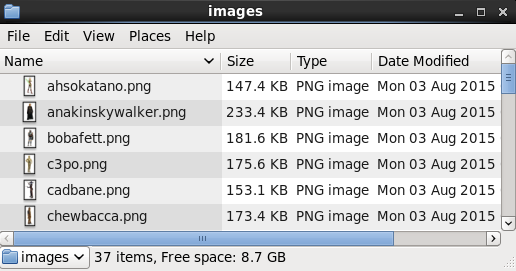 images
File Edit View Places Help
Name Size Type Date Modified
ahsokatano.png 147.4 KB PNG image Mon 03 Aug 2015
anakinskywalker.png 233.4 KB PNG image Mon 03 Aug 2015
bobafett.png 181.6 KB PNG image Mon 03 Aug 2015
c3po.png 175.6 KB PNG image Mon 03 Aug 2015
cadbane.png 153.1 KB PNG image Mon 03 Aug 2015
chewbacca.png 173.4 KB PNG image Mon 03 Aug 2015
images 37 items, Free space: 8.7 GB